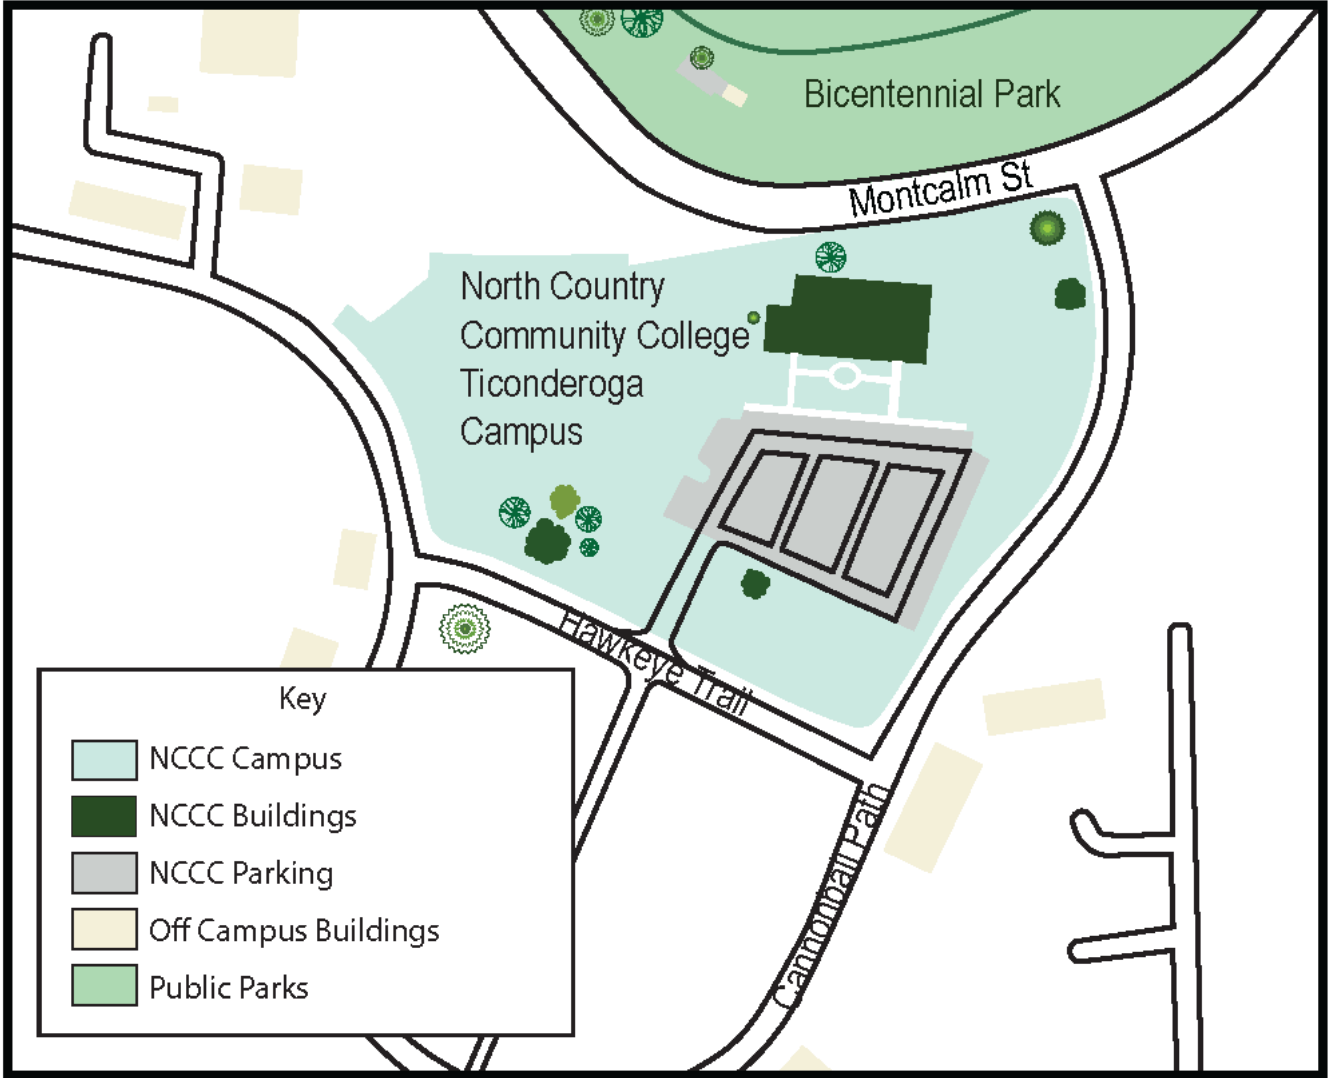 Bicentennial Park
Montcalm St
North Country
Community College
Ticonderoga
Campus
Hawkeye Trail
Cannonball Path
Key
NCCC Campus
NCCC Buildings
NCCC Parking
Off Campus Buildings
Public Parks